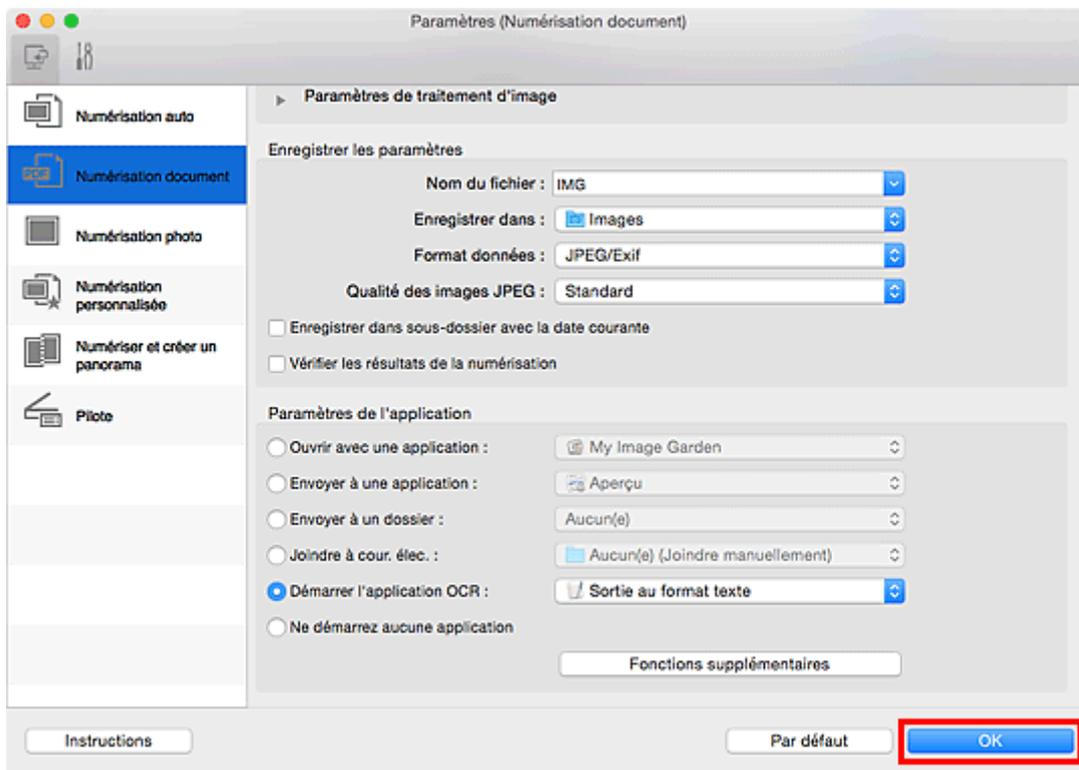 Paramètres (Numérisation document)
Numérisation auto
PDF
Numérisation document
Numérisation photo
Numérisation
personnalisée
Numériser et créer un
panorama
Pilote
Paramètres de traitement d'image
Enregistrer les paramètres
Nom du fichier : IMG
Enregistrer dans : Images
Format données : JPEG/Exif
Qualité des images JPEG : Standard
Enregistrer dans sous-dossier avec la date courante
Vérifier les résultats de la numérisation
Paramètres de l'application
Ouvrir avec une application : My Image Garden
Envoyer à une application : Aperçu
Envoyer à un dossier : Aucun(e)
Joindre à cour. élec. : Aucun(e) (Joindre manuellement)
Démarrer l'application OCR : Sortie au format texte
Ne démarrez aucune application
Fonctions supplémentaires
Instructions
Par défaut
OK